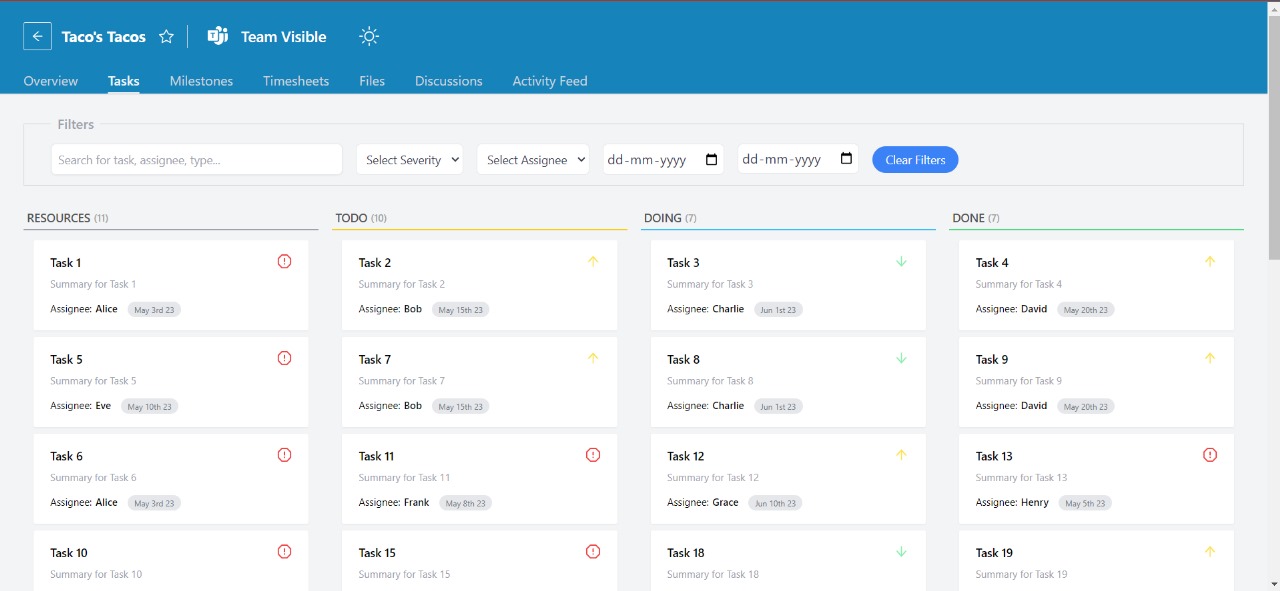 Taco's Tacos Team Visible
Overview Tasks Milestones Timesheets Files Discussions Activity Feed
Filters
Search for task, assignee, type... Select Severity Select Assignee dd-mm-yyyy dd-mm-yyyy Clear Filters
RESOURCES (11)
Task 1
Summary for Task 1
Assignee: Alice May 3rd 23
Task 5
Summary for Task 5
Assignee: Eve May 10th 23
Task 6
Summary for Task 6
Assignee: Alice May 3rd 23
Task 10
Summary for Task 10
TODO (10)
Task 2
Summary for Task 2
Assignee: Bob May 15th 23
Task 7
Summary for Task 7
Assignee: Bob May 15th 23
Task 11
Summary for Task 11
Assignee: Frank May 8th 23
Task 15
Summary for Task 15
DOING (7)
Task 3
Summary for Task 3
Assignee: Charlie Jun 1st 23
Task 8
Summary for Task 8
Assignee: Charlie Jun 1st 23
Task 12
Summary for Task 12
Assignee: Grace Jun 10th 23
Task 18
Summary for Task 18
DONE (7)
Task 4
Summary for Task 4
Assignee: David May 20th 23
Task 9
Summary for Task 9
Assignee: David May 20th 23
Task 13
Summary for Task 13
Assignee: Henry May 5th 23
Task 19
Summary for Task 19